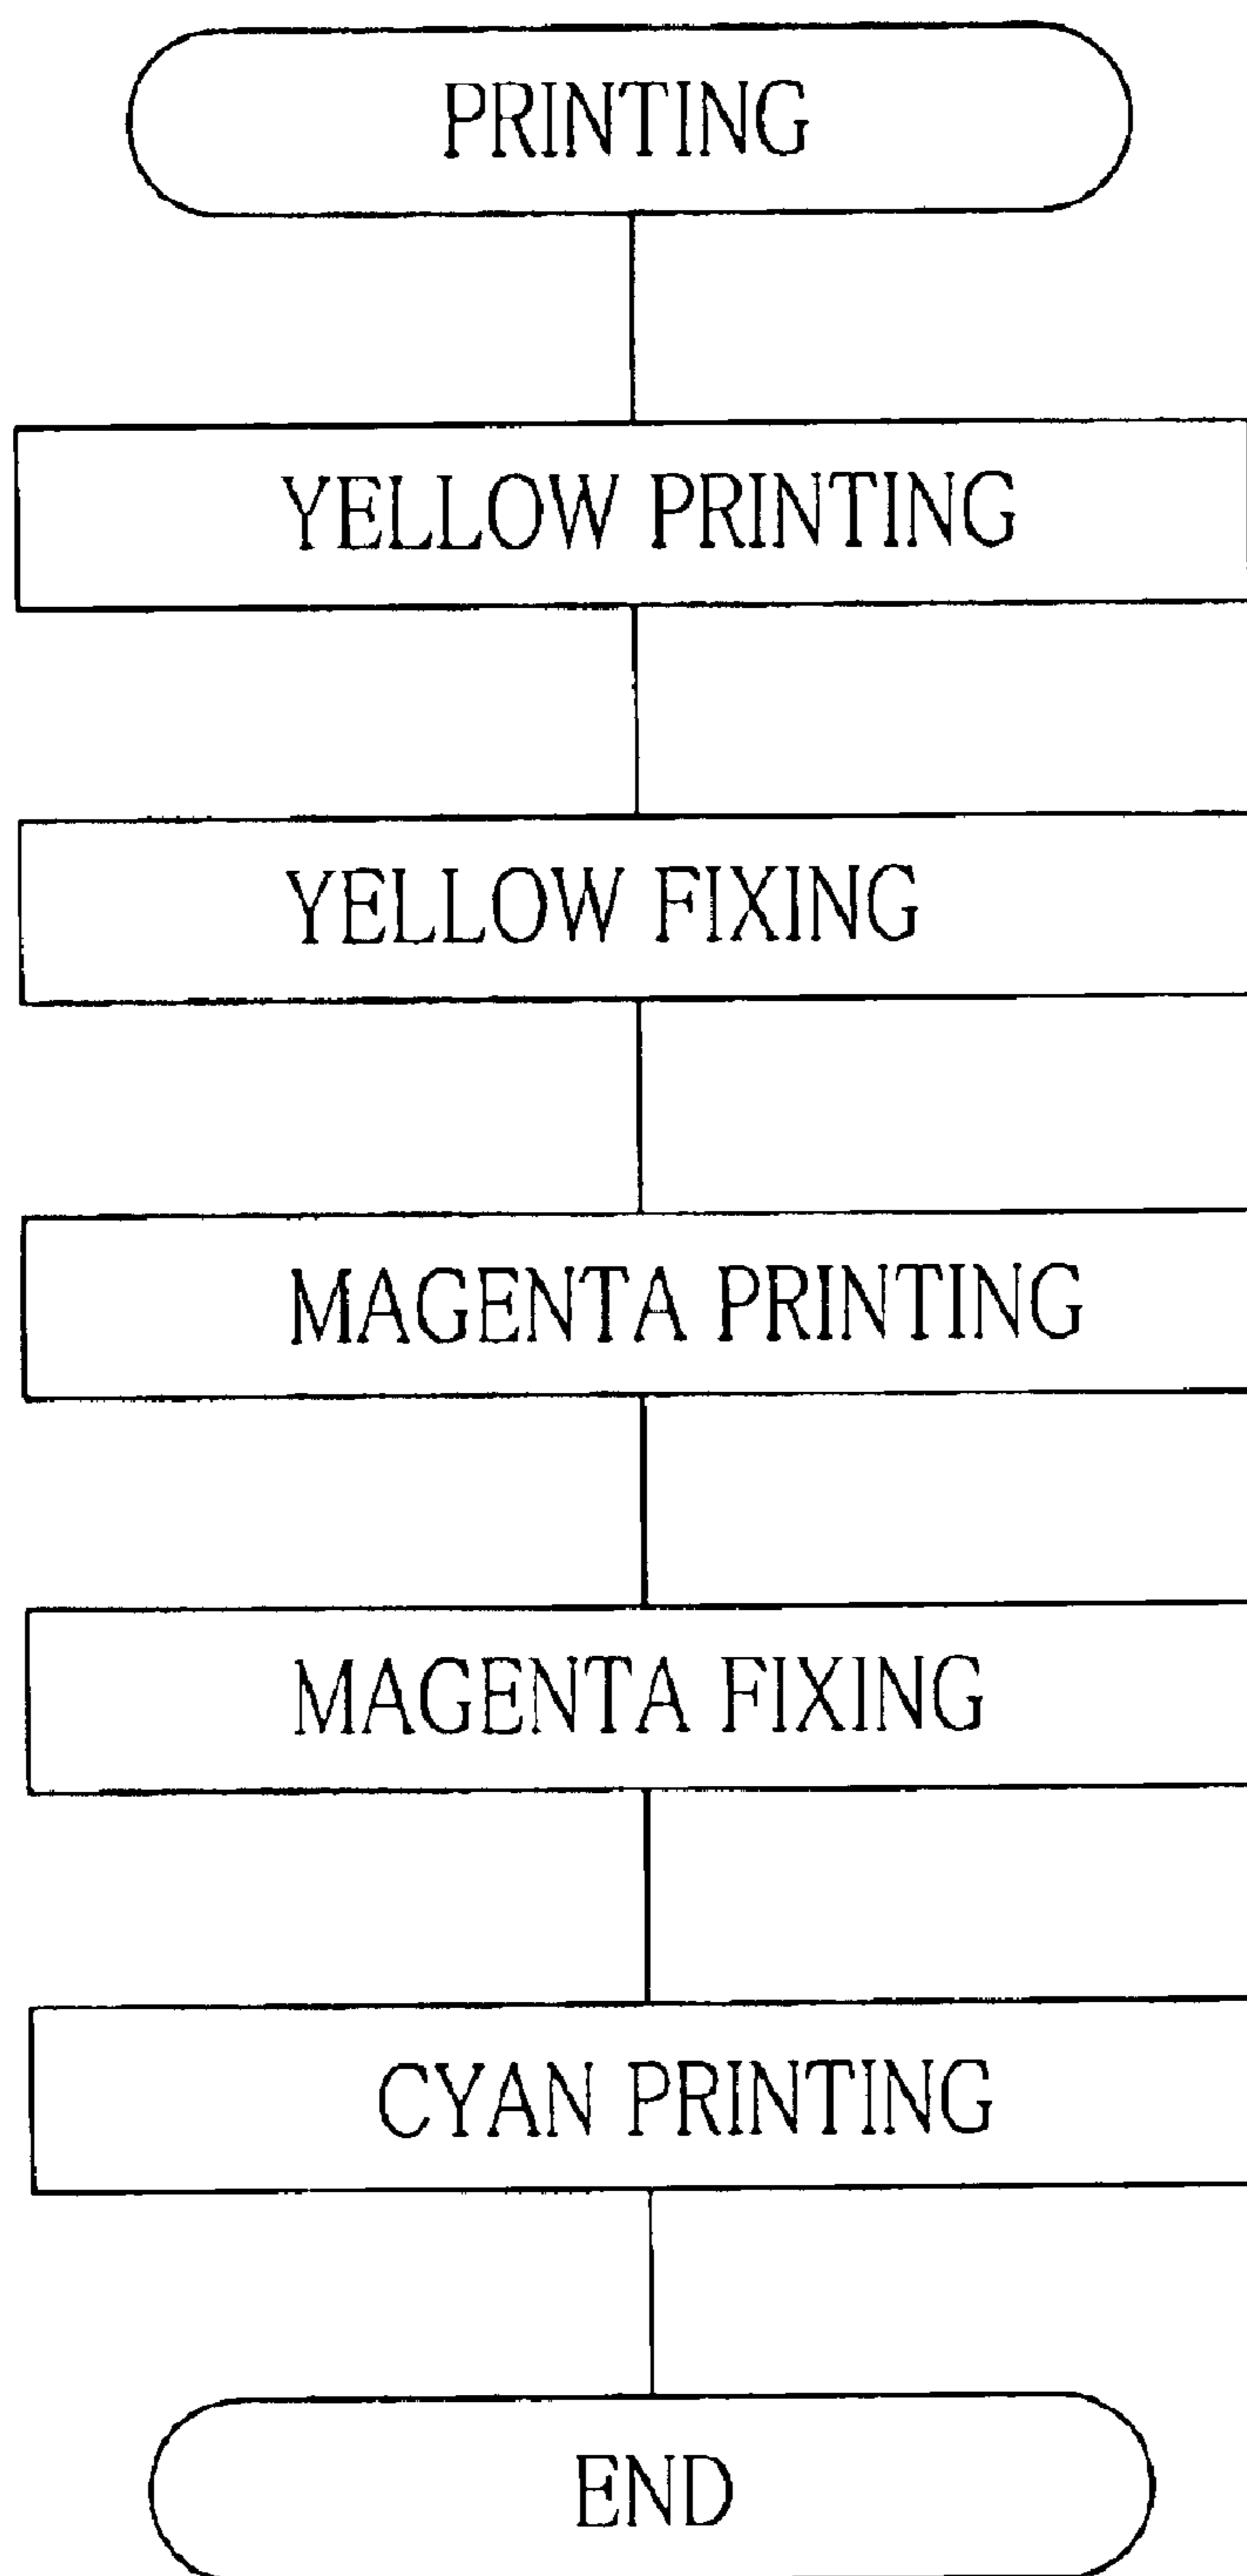 PRINTING
YELLOW PRINTING
YELLOW FIXING
MAGENTA PRINTING
MAGENTA FIXING
CYAN PRINTING
END